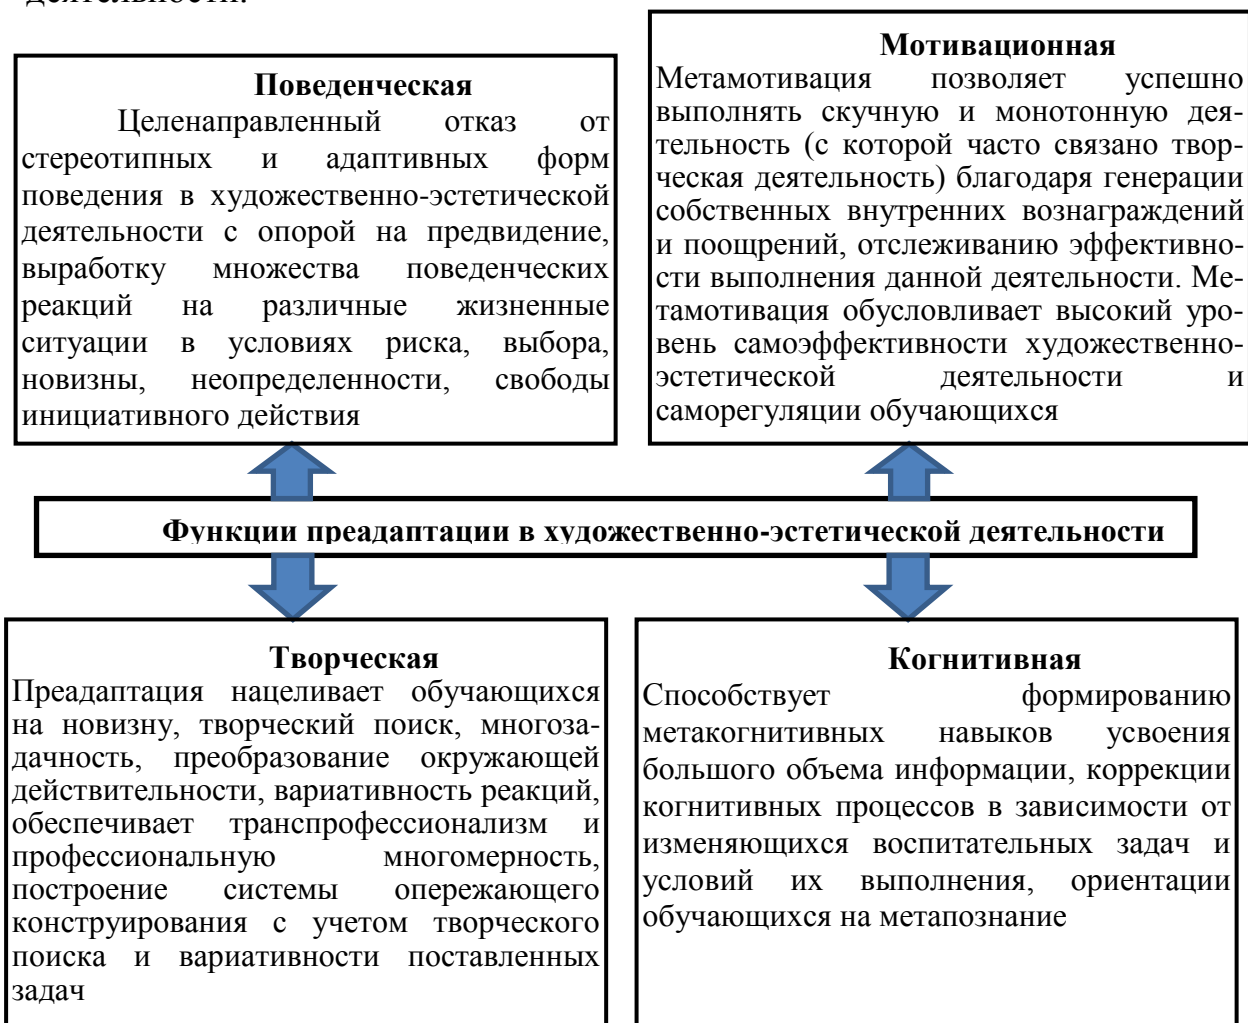 деятельности.
Поведенческая
Целенаправленный отказ от
стереотипных и адаптивных форм
поведения в художественно-эстетической
деятельности с опорой на предвидение,
выработку множества поведенческих
реакций на различные жизненные
ситуации в условиях риска, выбора,
новизны, неопределенности, свободы
инициативного действия
Мотивационная
Метамотивация позволяет успешно
выполнять скучную и монотонную дея-
тельность (с которой часто связано твор-
ческая деятельность) благодаря генерации
собственных внутренних вознаграждений
и поощрений, отслеживанию эффективно-
сти выполнения данной деятельности. Ме-
тамотивация обусловливает высокий уро-
вень самоэффективности художественно-
эстетической деятельности и
саморегуляции обучающихся
Функции преадаптации в художественно-эстетической деятельности
Творческая
Преадаптация нацеливает обучающихся
на новизну, творческий поиск, многоза-
дачность, преобразование окружающей
действительности, вариативность реакций,
обеспечивает транспрофессионализм и
профессиональную многомерность,
построение системы опережающего
конструирования с учетом творческого
поиска и вариативности поставленных
задач
Когнитивная
Способствует формированию
метакогнитивных навыков усвоения
большого объема информации, коррекции
когнитивных процессов в зависимости от
изменяющихся воспитательных задач и
условий их выполнения, ориентации
обучающихся на метапознание